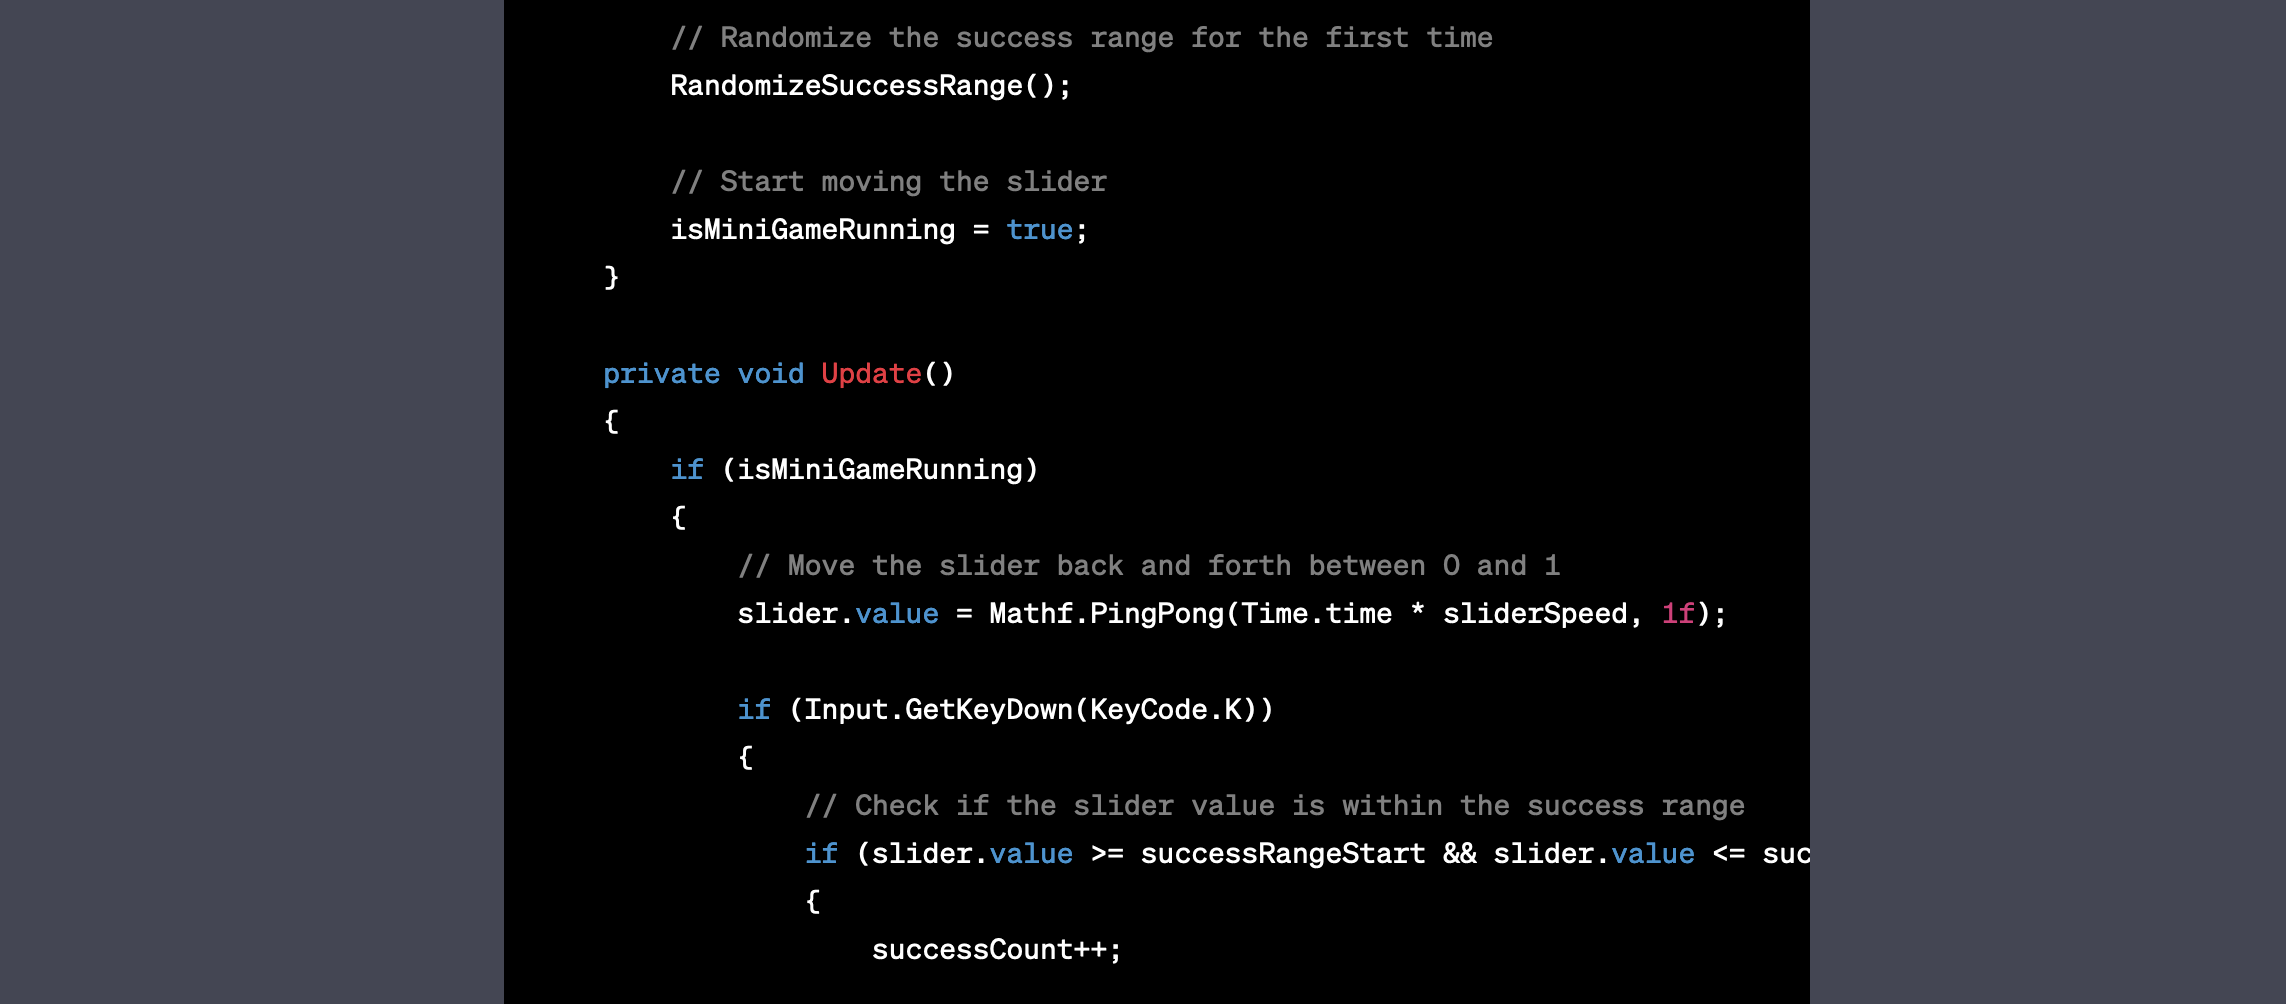 // Randomize the success range for the first time
RandomizeSuccessRange();
// Start moving the slider
isMiniGameRunning = true;
}
private void Update()
{
if (isMiniGameRunning)
{
// Move the slider back and forth between 0 and 1
slider.value = Mathf.PingPong(Time.time * sliderSpeed, 1f);
if (Input.GetKeyDown(KeyCode.K))
{
// Check if the slider value is within the success range
if (slider.value >= successRangeStart && slider.value <= suc
{
successCount++;